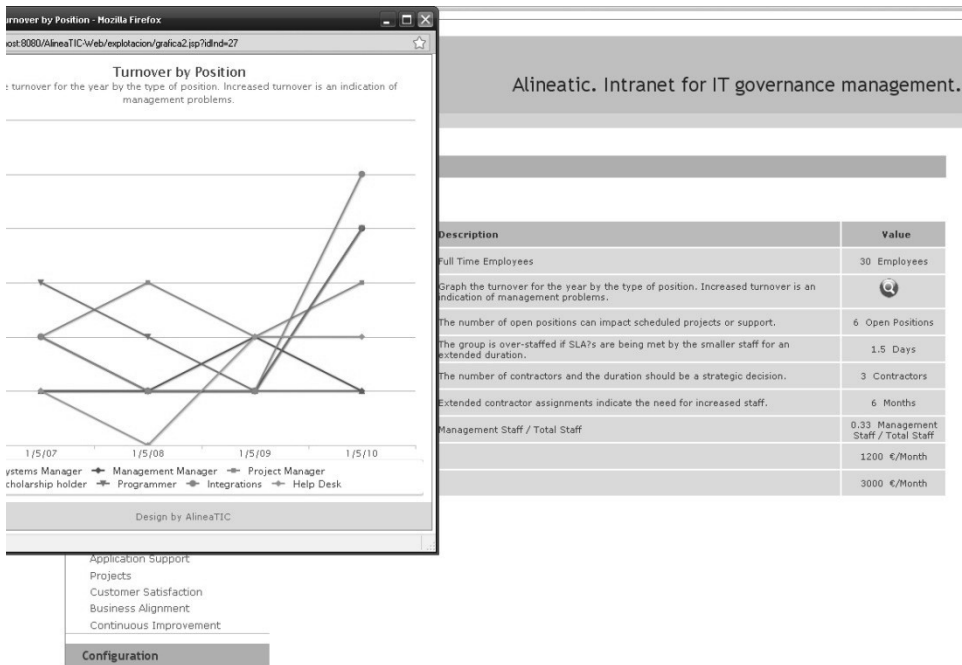 urnover by Position - Mozilla Firefox
ost:8080/AlineaTIC-Web/explotacion/grafica2.jsp?idInd=27
Turnover by Position
e turnover for the year by the type of position. Increased turnover is an indication of
management problems.
1/5/07 1/5/08 1/5/09 1/5/10
ystems Manager Management Manager Project Manager
cholarship holder Programmer Integrations Help Desk
Design by AlineaTIC
Alineatic. Intranet for IT governance management.
Description Value
Full Time Employees 30 Employees
Graph the turnover for the year by the type of position. Increased turnover is an
indication of management problems.
The number of open positions can impact scheduled projects or support. 6 Open Positions
The group is over-staffed if SLA?s are being met by the smaller staff for an
extended duration. 1.5 Days
The number of contractors and the duration should be a strategic decision. 3 Contractors
Extended contractor assignments indicate the need for increased staff. 6 Months
Management Staff / Total Staff 0.33 Management
Staff / Total Staff
1200 €/Month
3000 €/Month
Application Support
Projects
Customer Satisfaction
Business Alignment
Continuous Improvement
Configuration